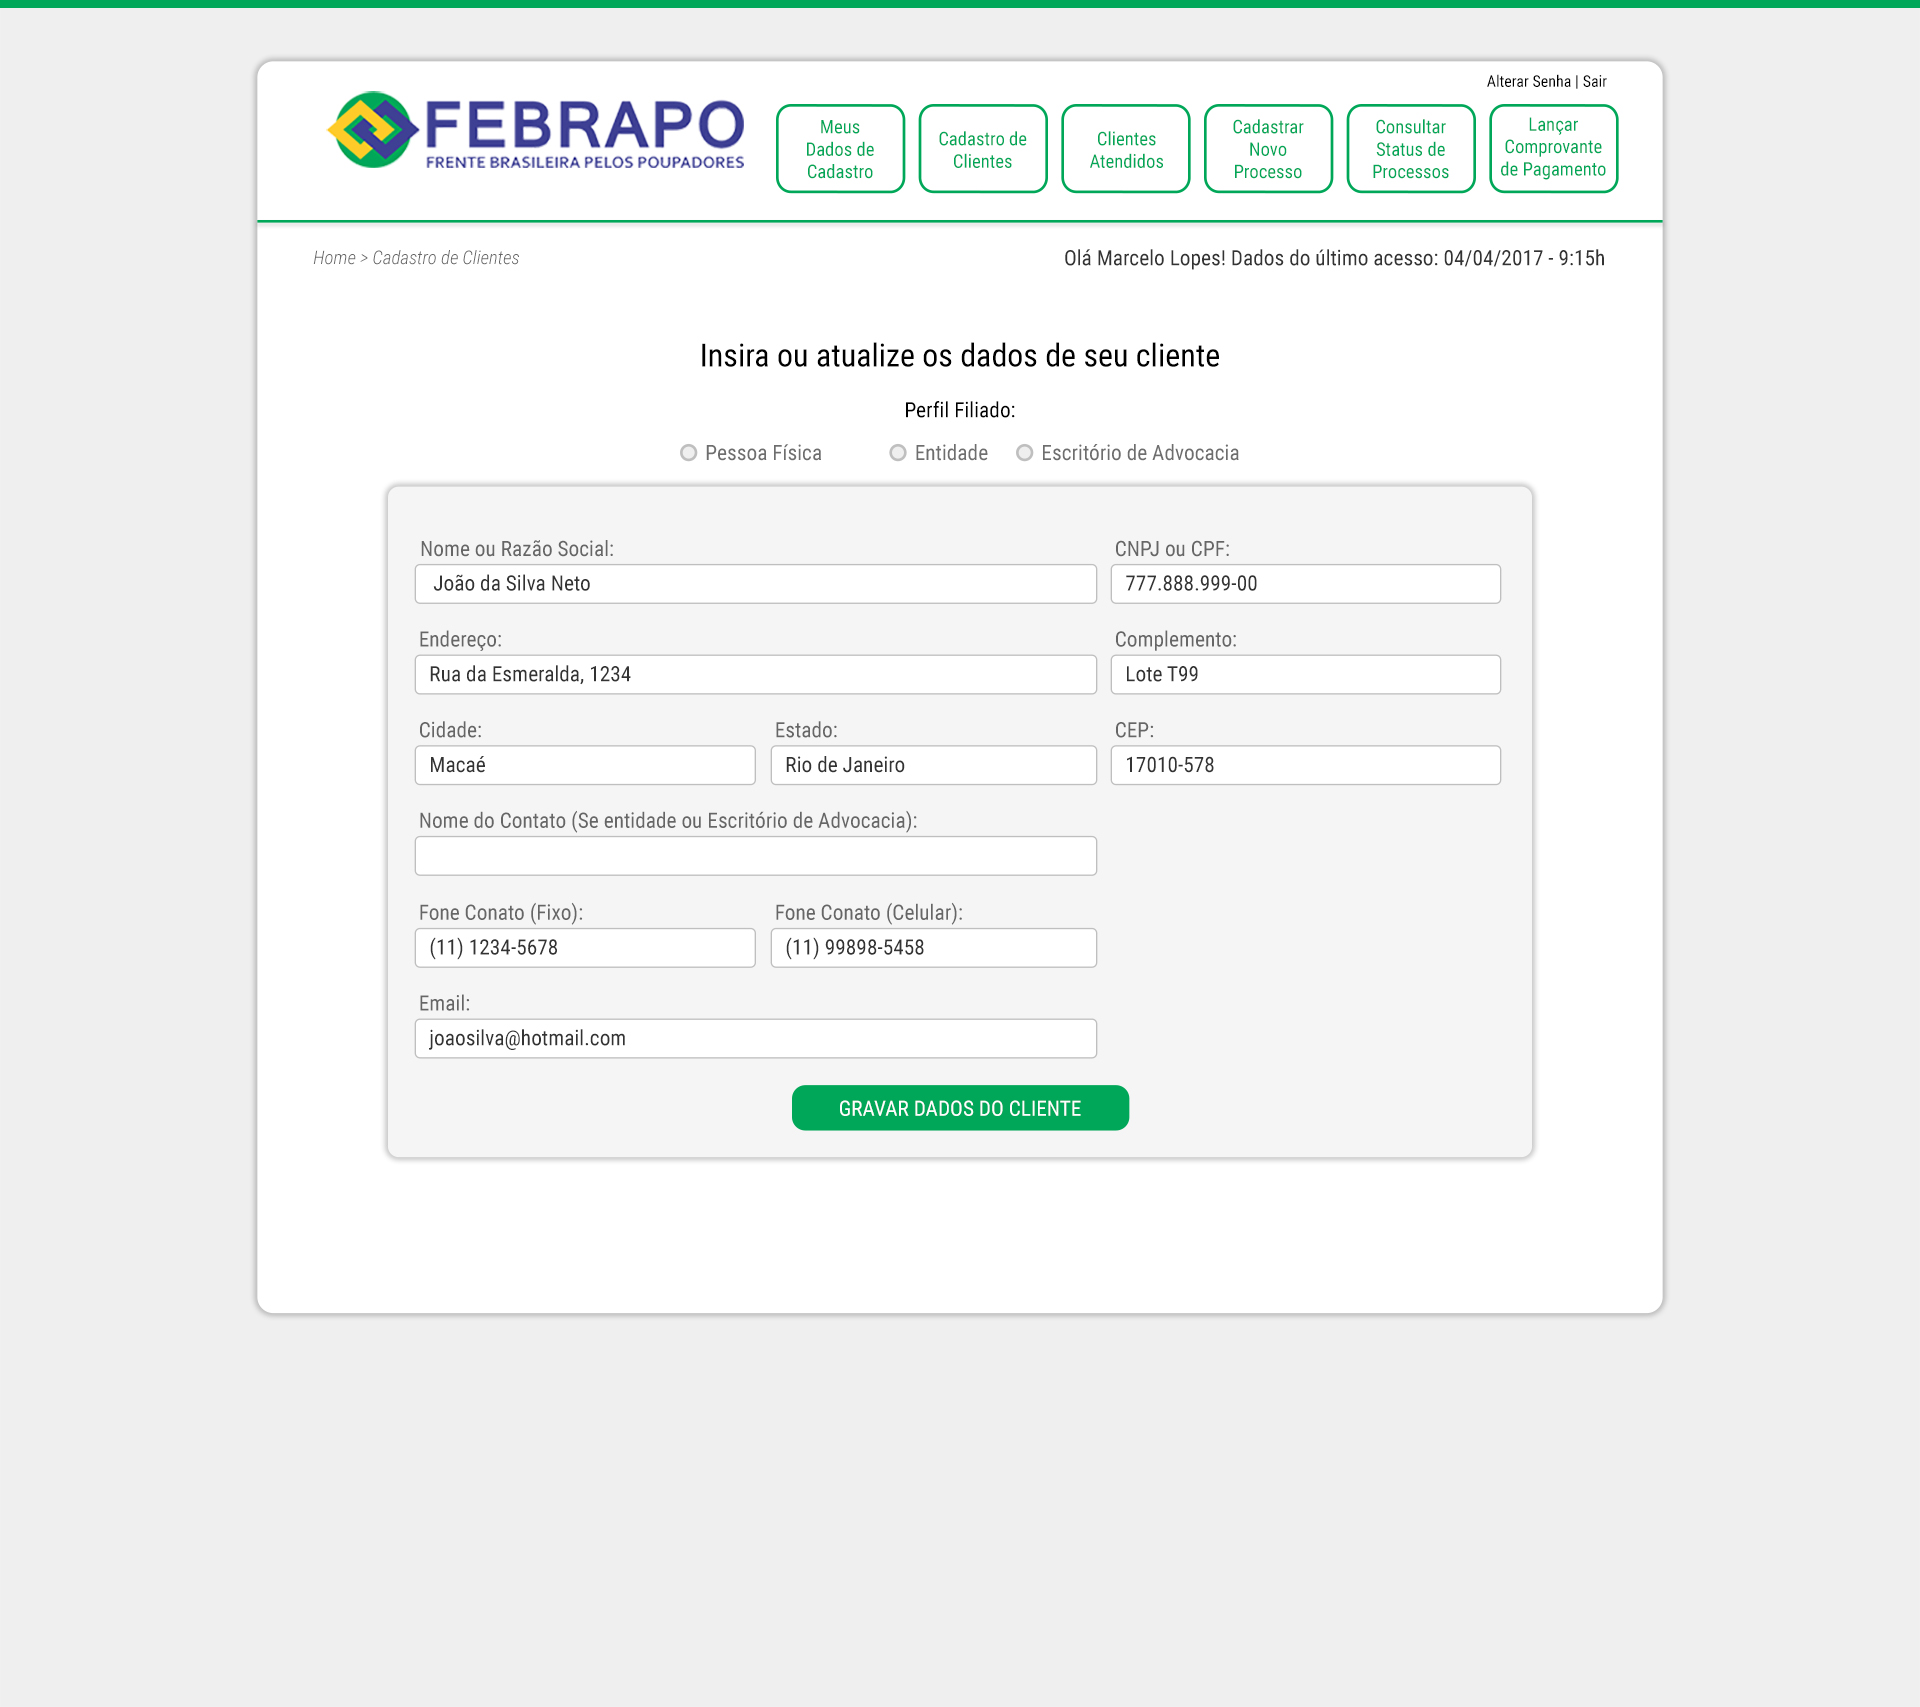 Alterar Senha | Sair
FEBRAPO
FRENTE BRASILEIRA PELOS POUPADORES
Meus
Dados de
Cadastro
Cadastro de
Clientes
Clientes
Atendidos
Cadastrar
Novo
Processo
Consultar
Status de
Processos
Lançar
Comprovante
de Pagamento
Home > Cadastro de Clientes
Olá Marcelo Lopes! Dados do último acesso: 04/04/2017 - 9:15h
Insira ou atualize os dados de seu cliente
Perfil Filiado:
Pessoa Física Entidade Escritório de Advocacia
Nome ou Razão Social: CNPJ ou CPF:
João da Silva Neto 777.888.999-00
Endereço: Complemento:
Rua da Esmeralda, 1234 Lote T99
Cidade: Estado: CEP:
Macaé Rio de Janeiro 17010-578
Nome do Contato (Se entidade ou Escritório de Advocacia):
Fone Conato (Fixo): Fone Conato (Celular):
(11) 1234-5678 (11) 99898-5458
Email:
joaosilva@hotmail.com
GRAVAR DADOS DO CLIENTE